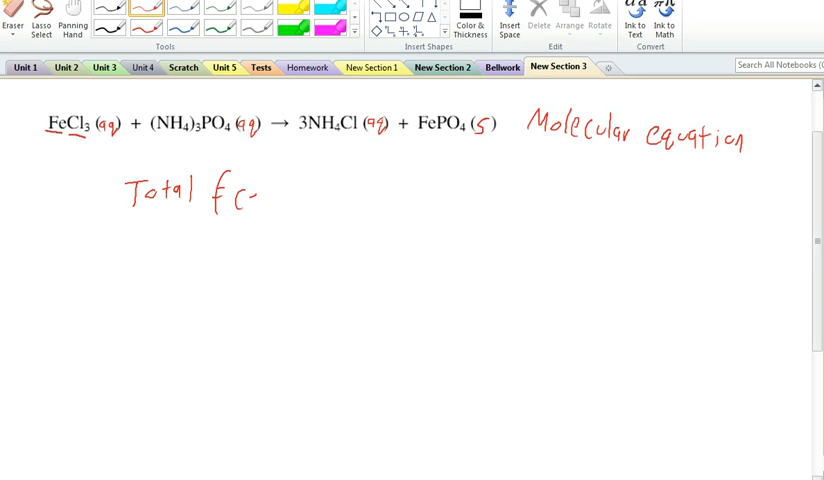 Eraser Lasso Select Panning Hand Color & Thickness Insert Space Delete Arrange Rotate Ink to Text Ink to Math
Tools Insert Shapes Edit Convert
Unit 1 Unit 2 Unit 3 Unit 4 Scratch Unit 5 Tests Homework New Section 1 New Section 2 Bellwork New Section 3 Search All Notebooks (C
FeCl₃ (aq) + (NH₄)₃PO₄ (aq) → 3NH₄Cl (aq) + FePO₄ (s) Molecular equation
Total